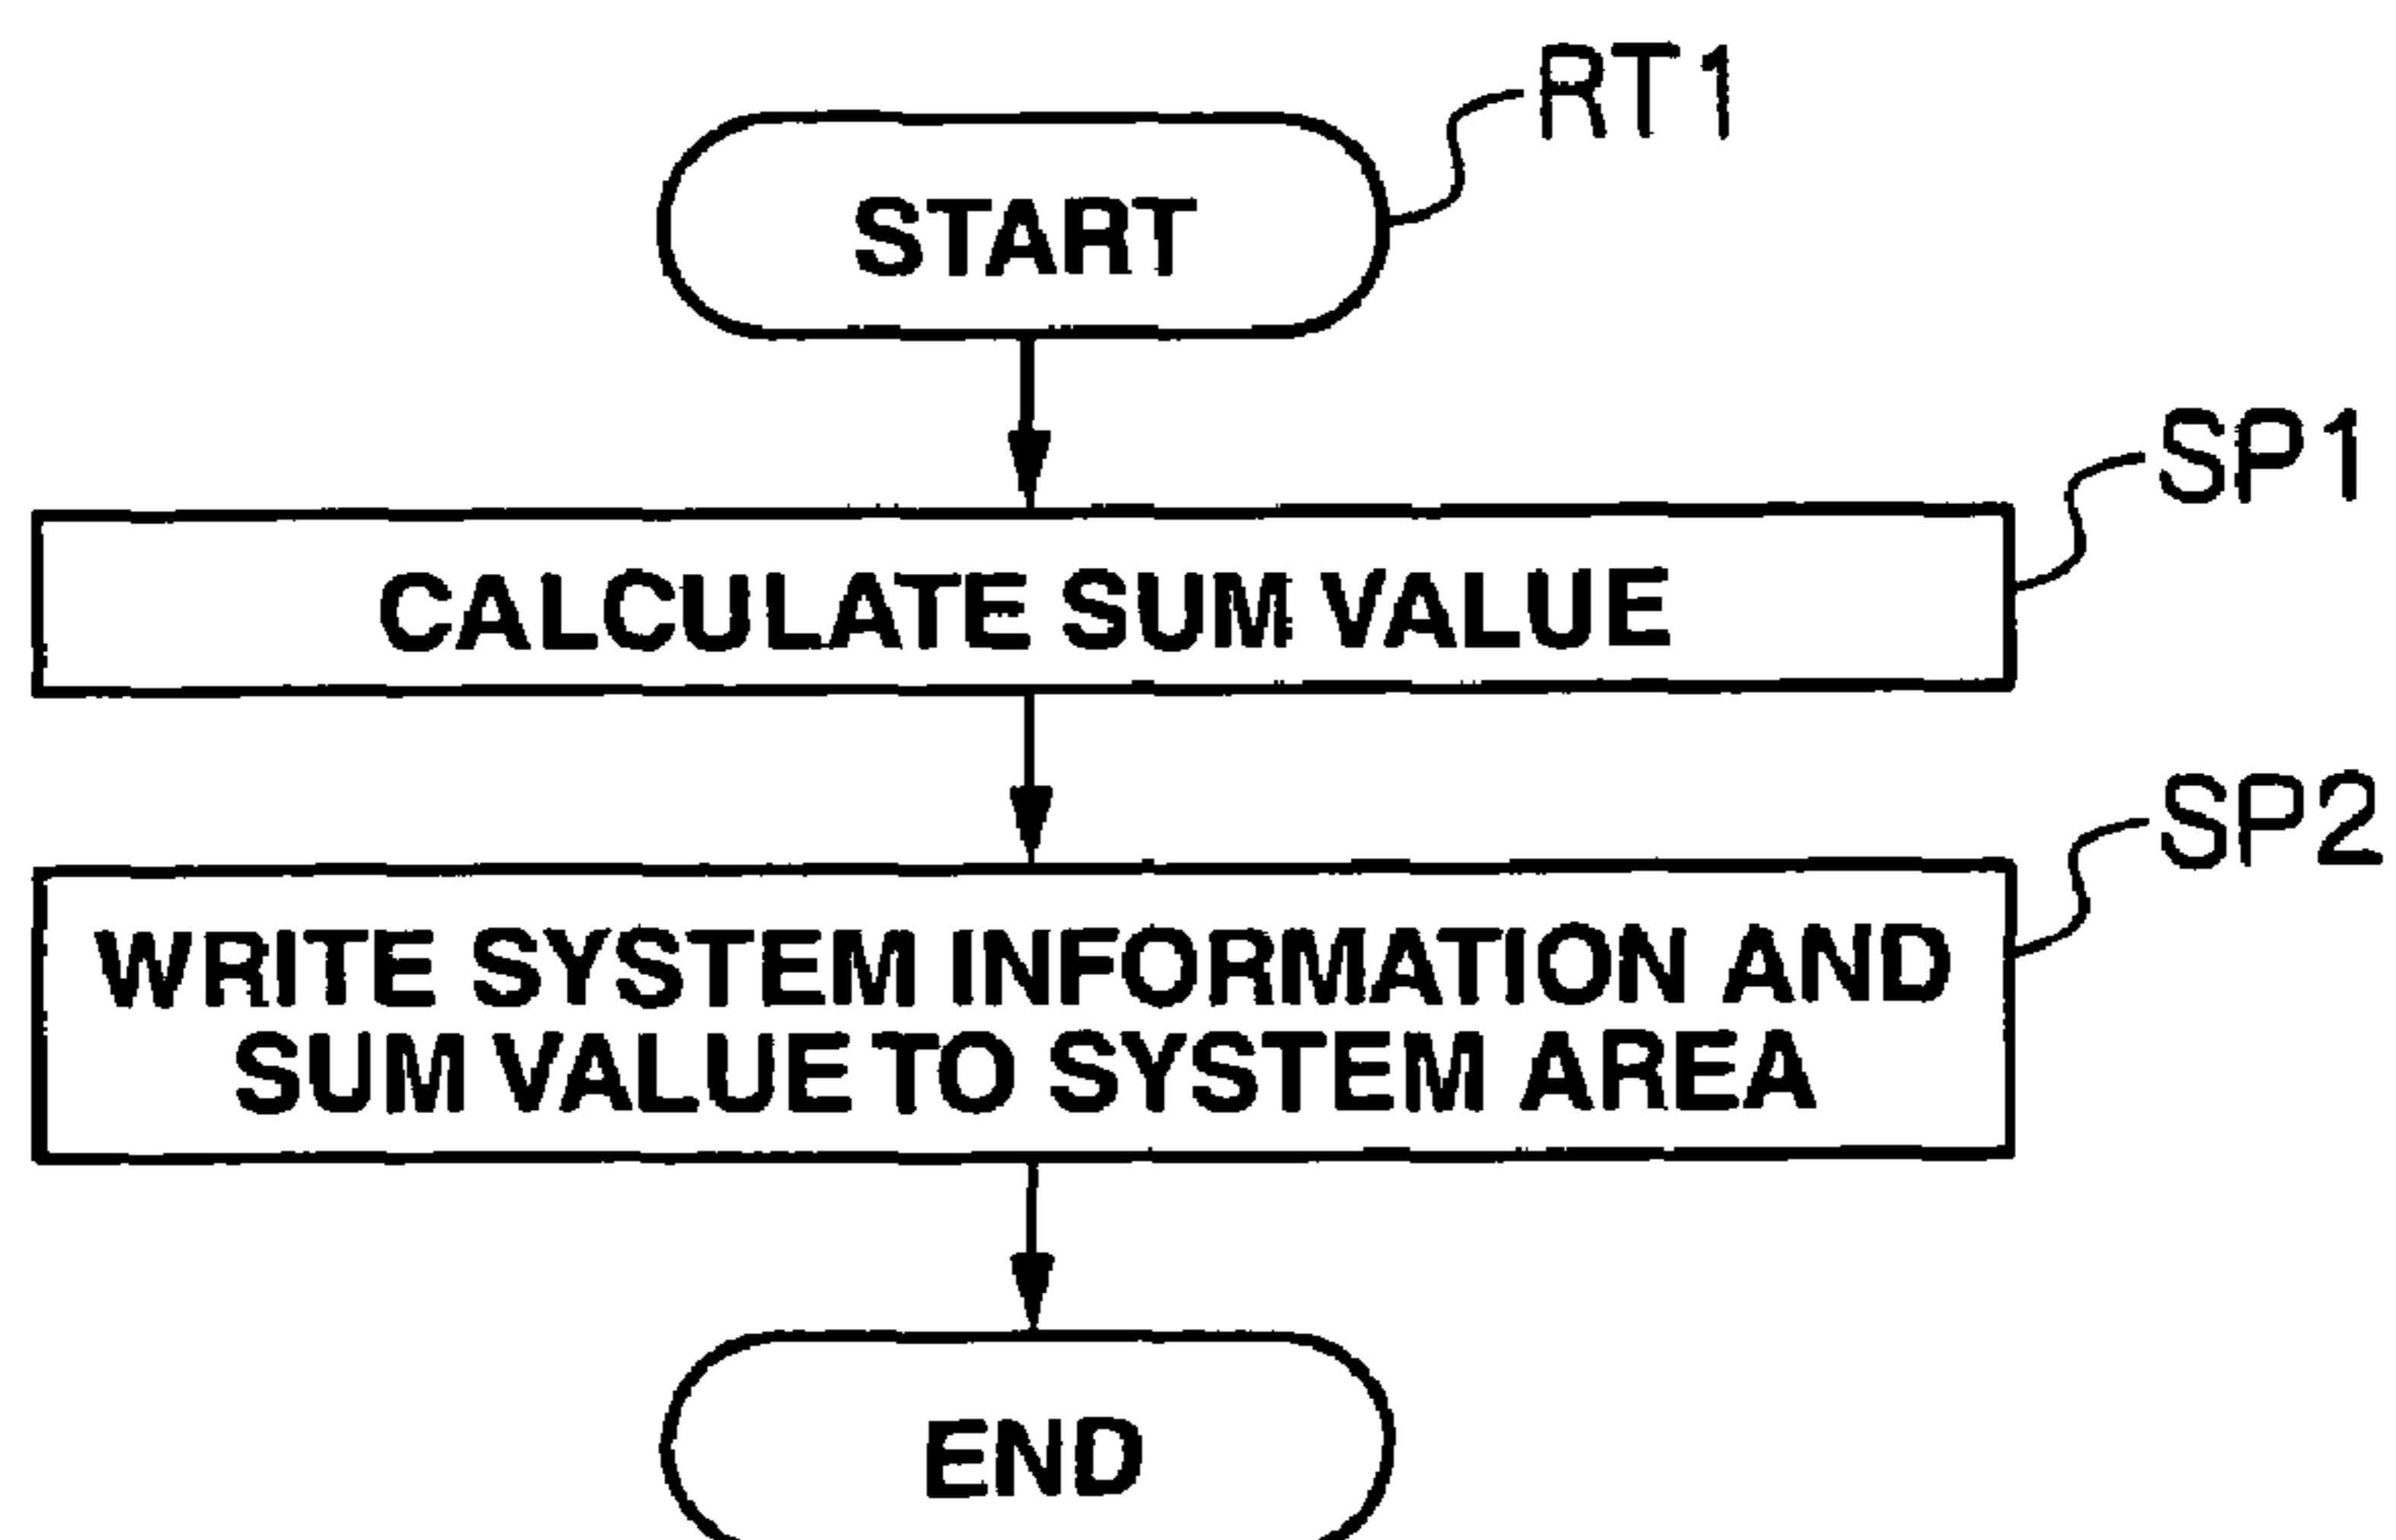 RT1
START
SP1
CALCULATE SUM VALUE
SP2
WRITE SYSTEM INFORMATION AND
SUM VALUE TO SYSTEM AREA
END